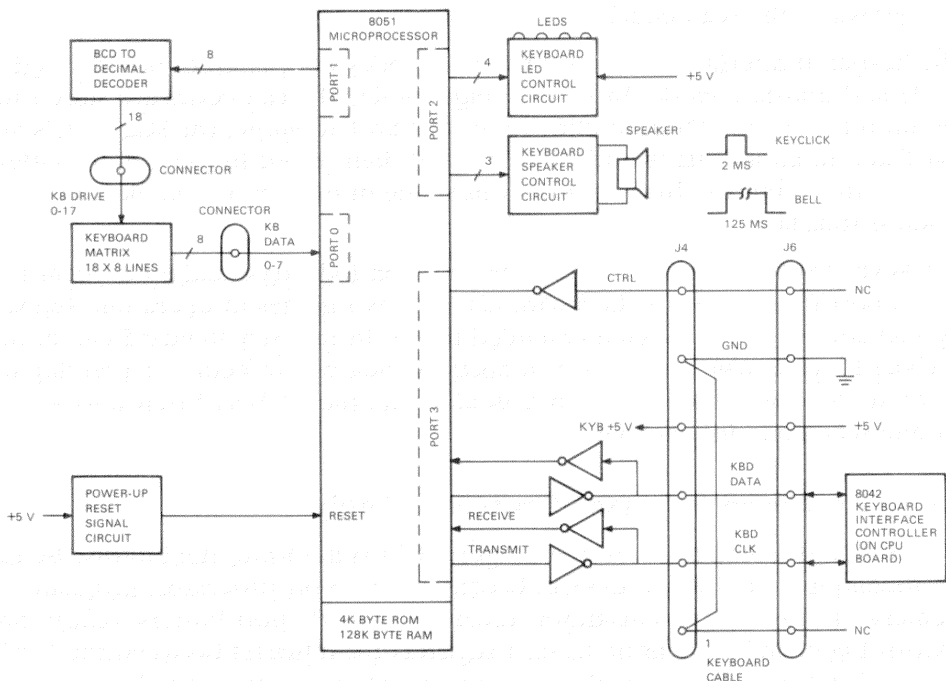 8051
MICROPROCESSOR
BCD TO
DECIMAL
DECODER
8
PORT 1
18
CONNECTOR
KB DRIVE
0-17
KEYBOARD
MATRIX
18 X 8 LINES
8
CONNECTOR
KB
DATA
0-7
PORT 0
PORT 2
4
LEDS
KEYBOARD
LED
CONTROL
CIRCUIT
+5 V
3
KEYBOARD
SPEAKER
CONTROL
CIRCUIT
SPEAKER
KEYCLICK
2 MS
BELL
125 MS
J4
J6
CTRL
NC
GND
PORT 3
KYB +5 V
+5 V
KBD
DATA
RECEIVE
TRANSMIT
KBD
CLK
8042
KEYBOARD
INTERFACE
CONTROLLER
(ON CPU
BOARD)
+5 V
POWER-UP
RESET
SIGNAL
CIRCUIT
RESET
4K BYTE ROM
128K BYTE RAM
1
NC
KEYBOARD
CABLE